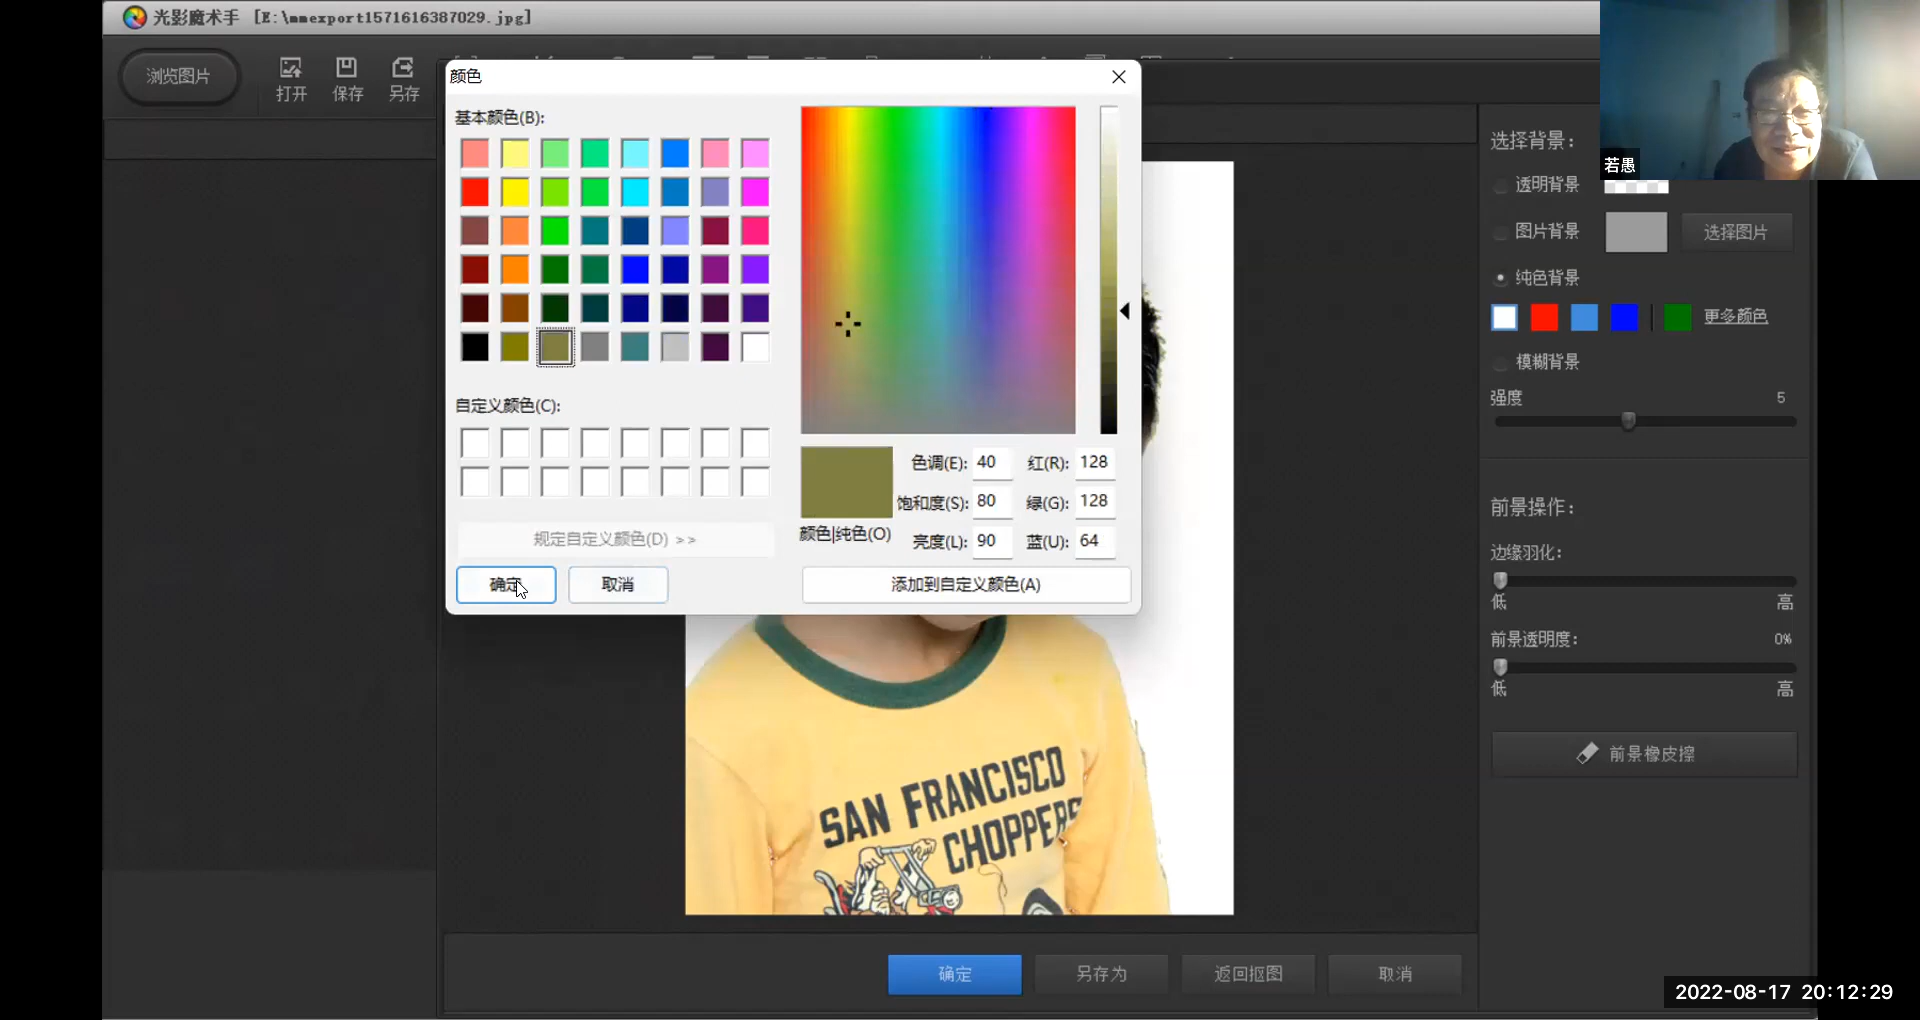 光影魔术手 [E:\mmexport1571616387029.jpg]
浏览图片
打开
保存
另存
颜色
基本颜色(B):
自定义颜色(C):
规定自定义颜色(D) >>
确定
取消
颜色|纯色(O)
色调(E): 40
红(R): 128
饱和度(S): 80
绿(G): 128
亮度(L): 90
蓝(U): 64
添加到自定义颜色(A)
若愚
选择背景:
透明背景
图片背景
选择图片
纯色背景
更多颜色
模糊背景
强度 5
前景操作:
边缘羽化:
低 高
前景透明度: 0%
低 高
前景橡皮擦
SAN FRANCISCO
CHOPPERS
确定
另存为
返回抠图
取消
2022-08-17 20:12:29